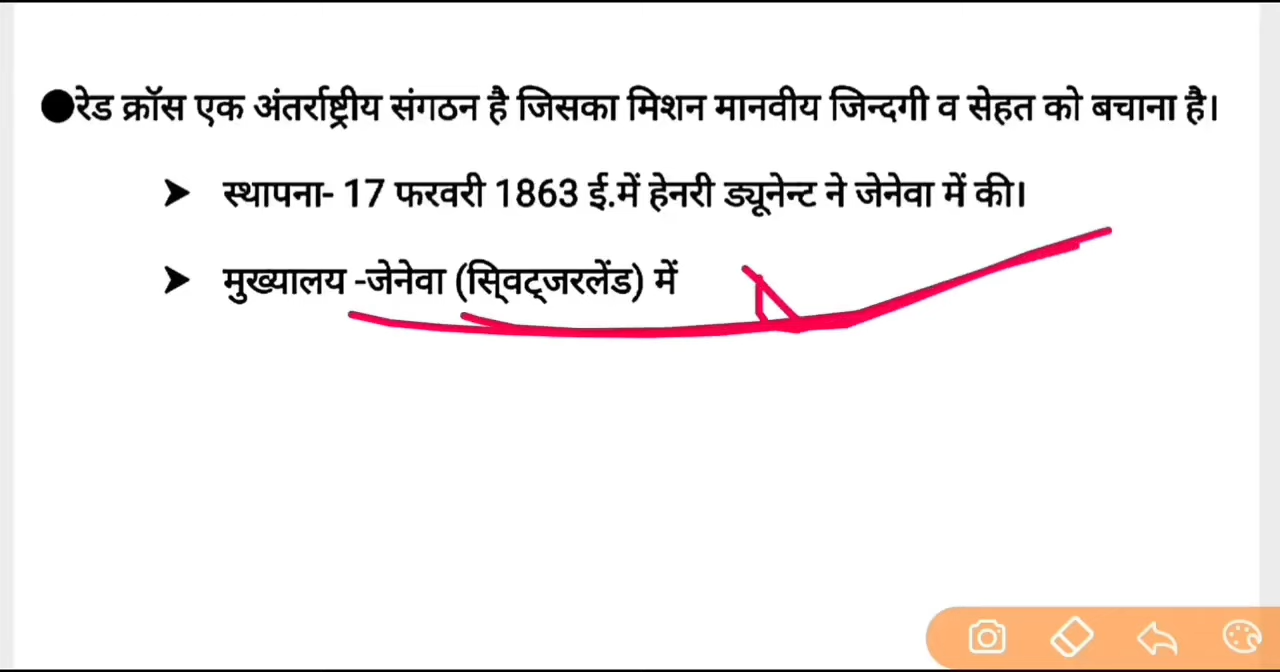 ●रेड क्रॉस एक अंतर्राष्ट्रीय संगठन है जिसका मिशन मानवीय जिन्दगी व सेहत को बचाना है।
➤ स्थापना- 17 फरवरी 1863 ई.में हेनरी ड्यूनेन्ट ने जेनेवा में की।
➤ मुख्यालय -जेनेवा (स्विट्जरलेंड) में